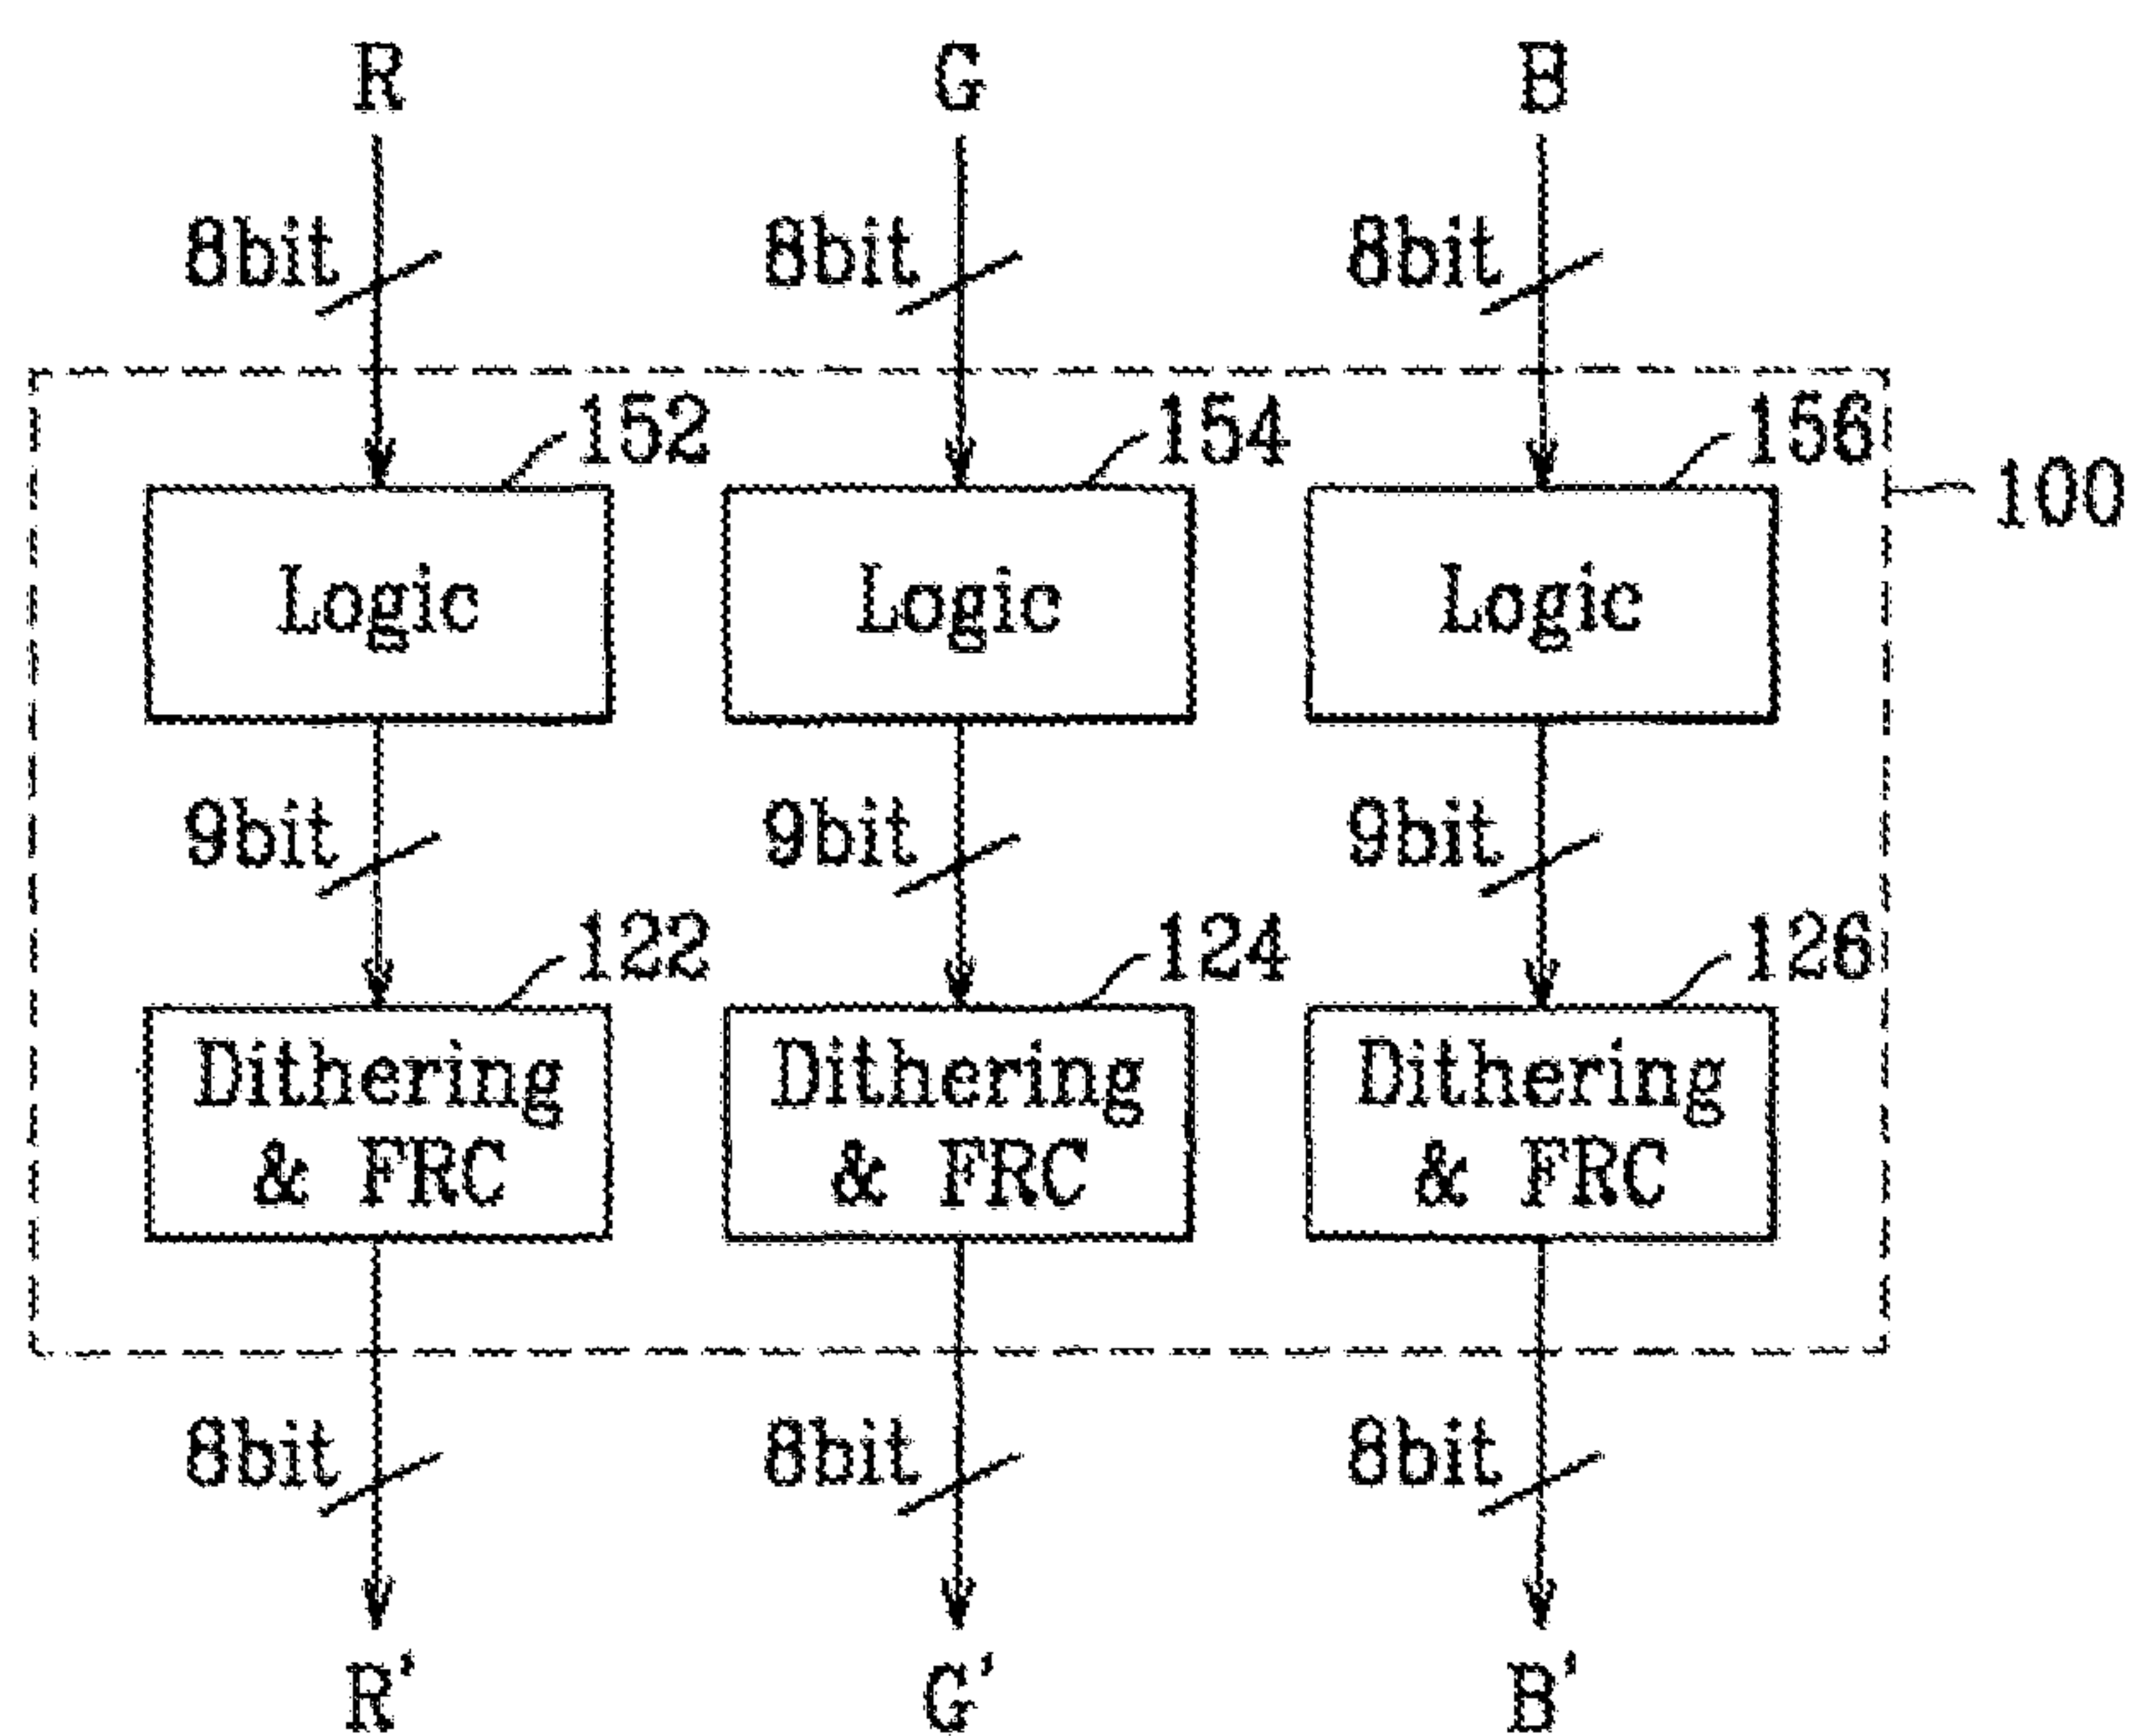 R G B
8bit 8bit 8bit
152 154 156
100
Logic Logic Logic
9bit 9bit 9bit
122 124 126
Dithering Dithering Dithering
& FRC & FRC & FRC
8bit 8bit 8bit
R' G' B'